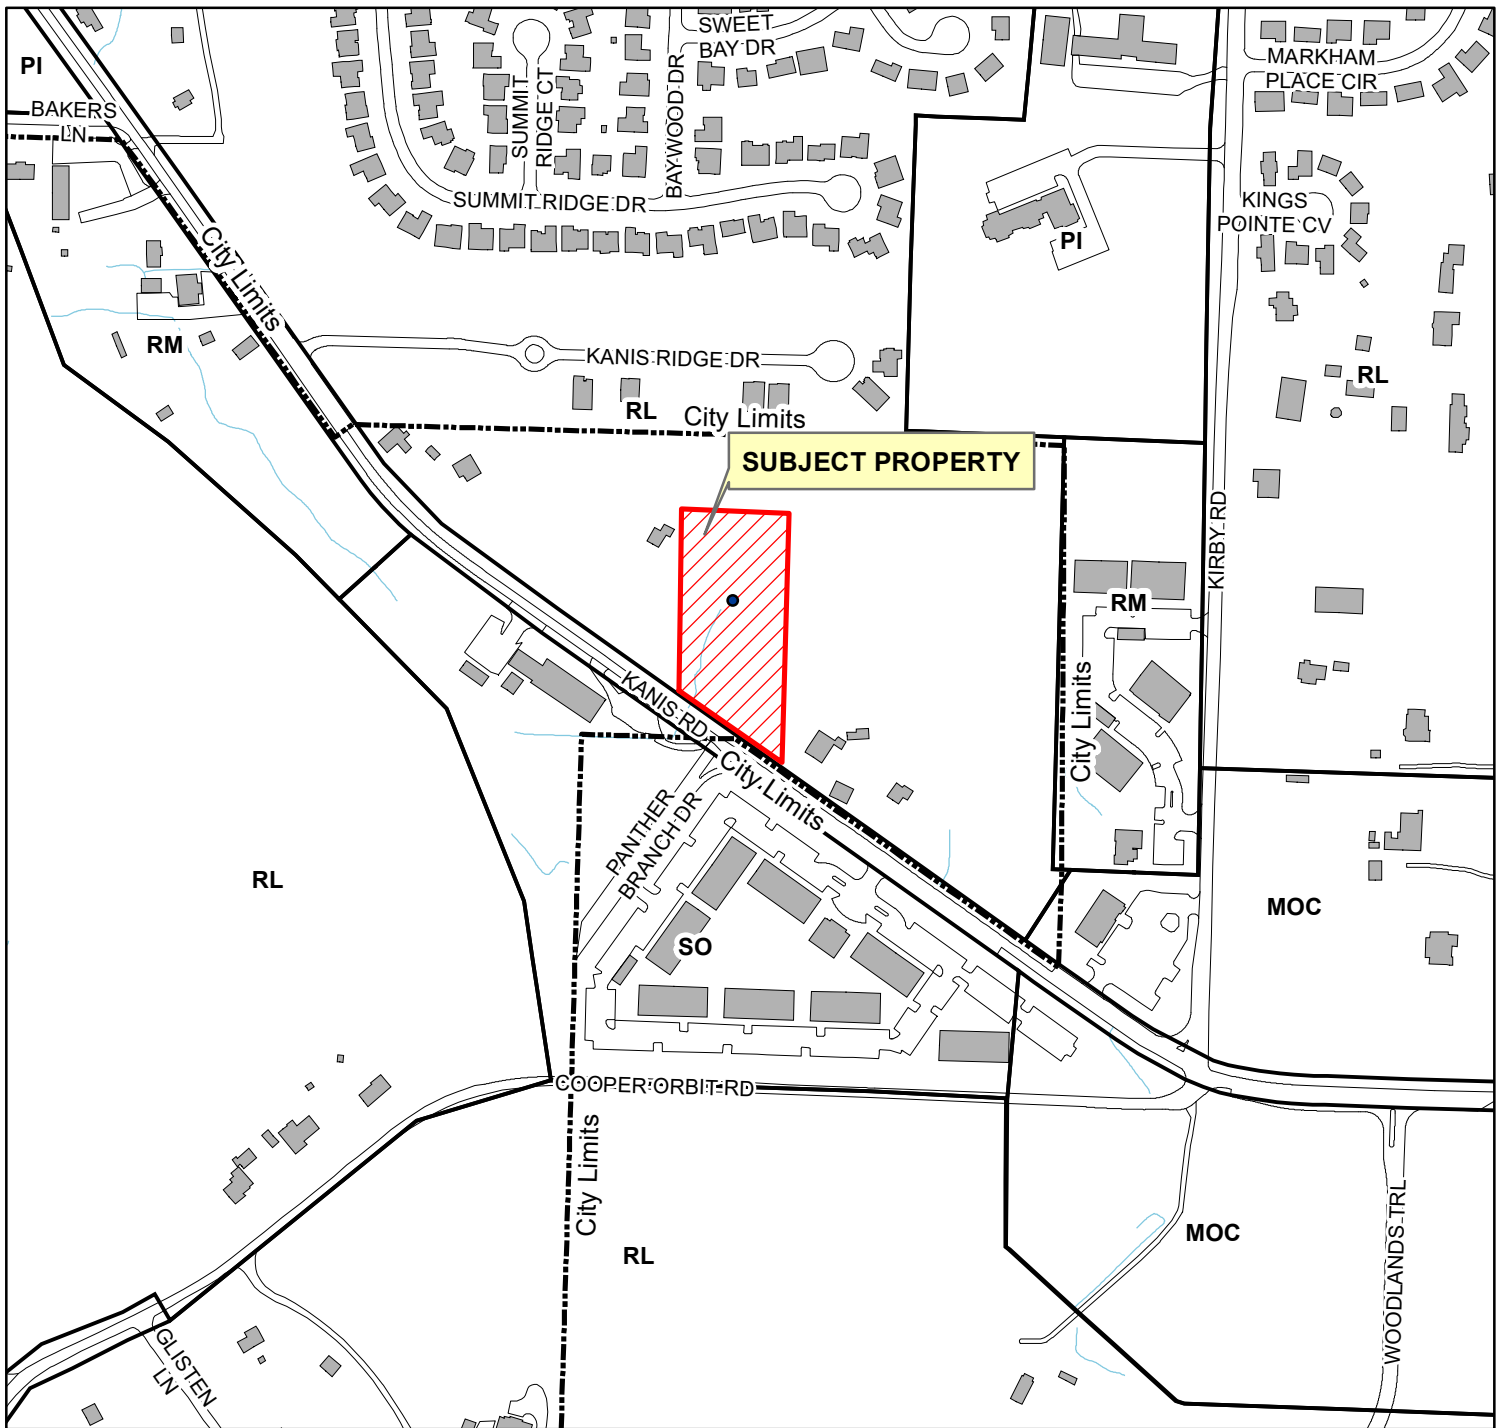 SWEET
BAY DR
MARKHAM
PLACE CIR
PI
BAKERS
LN
SUMMIT
RIDGE CT
BAYWOOD DR
SUMMIT RIDGE DR
KINGS
POINTE CV
PI
City Limits
RM
KANIS RIDGE DR
RL
City Limits
RL
SUBJECT PROPERTY
KIRBY RD
RM
City Limits
KANIS RD
City Limits
PANTHER
BRANCH DR
RL
MOC
SO
COOPER ORBIT RD
City Limits
RL
MOC
WOODLANDS TRL
GLISTEN
LN